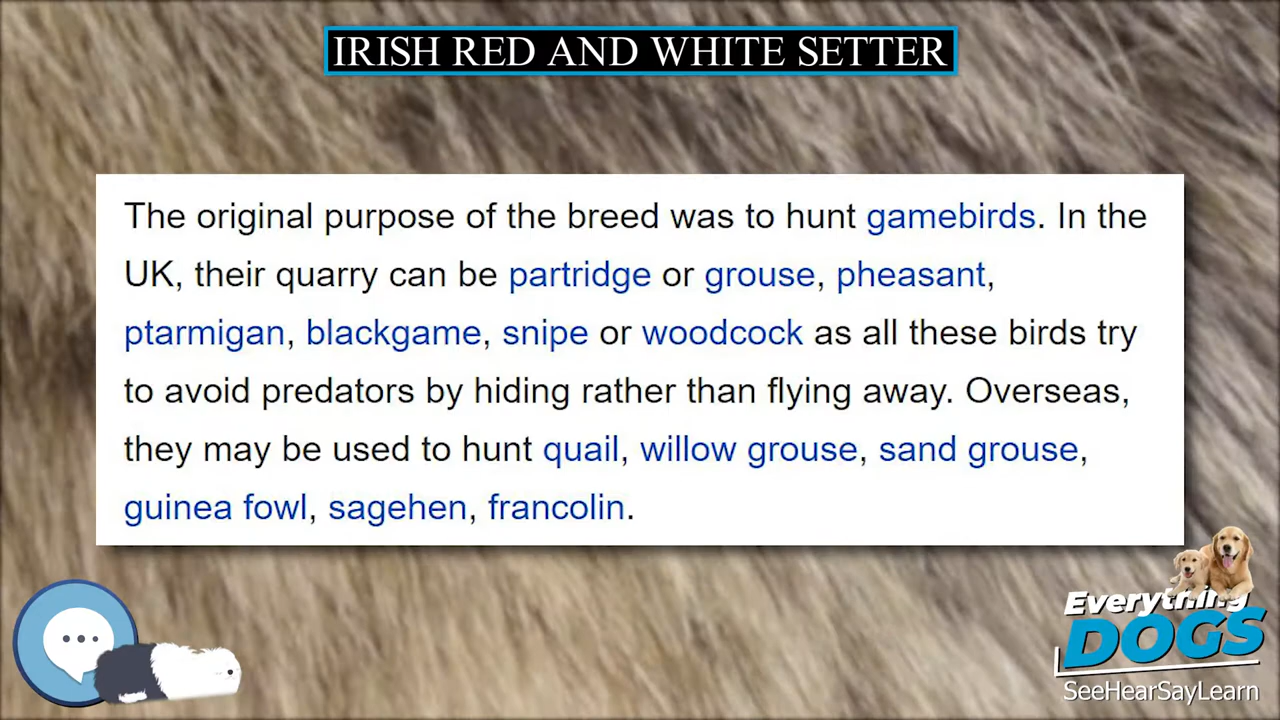 IRISH RED AND WHITE SETTER
The original purpose of the breed was to hunt gamebirds. In the
UK, their quarry can be partridge or grouse, pheasant,
ptarmigan, blackgame, snipe or woodcock as all these birds try
to avoid predators by hiding rather than flying away. Overseas,
they may be used to hunt quail, willow grouse, sand grouse,
guinea fowl, sagehen, francolin.
Everything
DOGS
SeeHearSayLearn